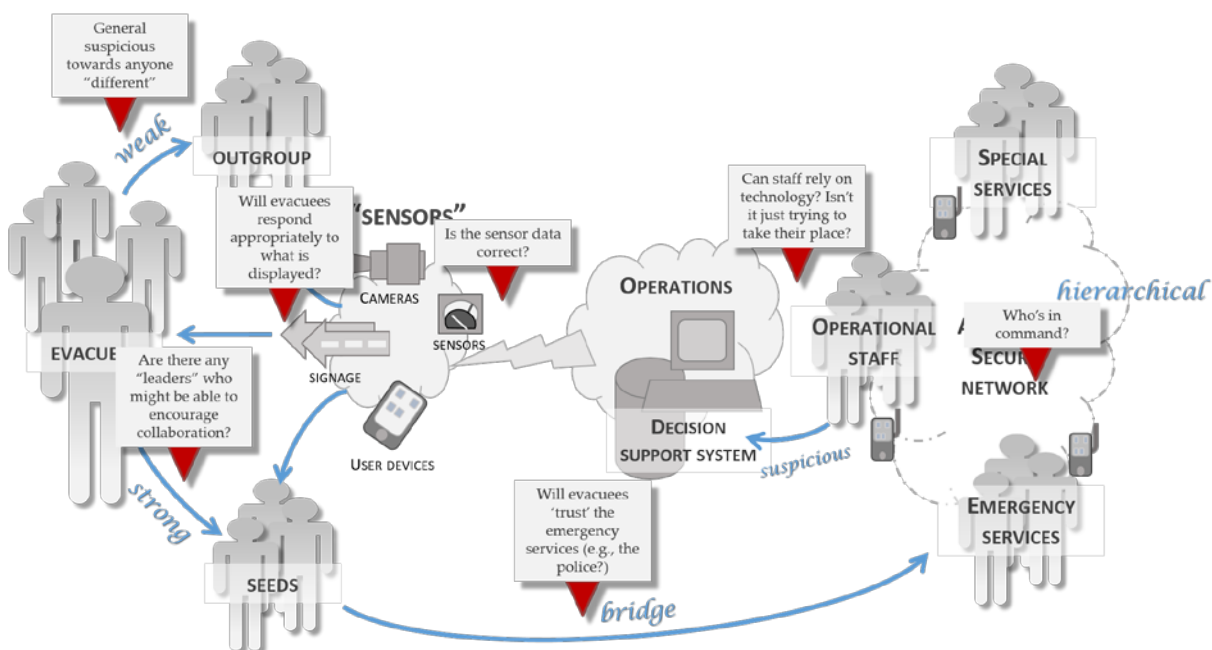 General
suspicious
towards anyone
“different”
weak
OUTGROUP
Will evacuees
respond
appropriately to
what is
displayed?
“SENSORS”
CAMERAS
Is the sensor data
correct?
SENSORS
SIGNAGE
USER DEVICES
EVACUE
Are there any
“leaders” who
might be able to
encourage
collaboration?
strong
SEEDS
OPERATIONS
DECISION
SUPPORT SYSTEM
suspicious
Can staff rely on
technology? Isn’t
it just trying to
take their place?
OPERATIONAL
STAFF
SPECIAL
SERVICES
hierarchical
Who’s in
command?
A
SECUR
NETWORK
EMERGENCY
SERVICES
Will evacuees
‘trust’ the
emergency
services (e.g., the
police?)
bridge